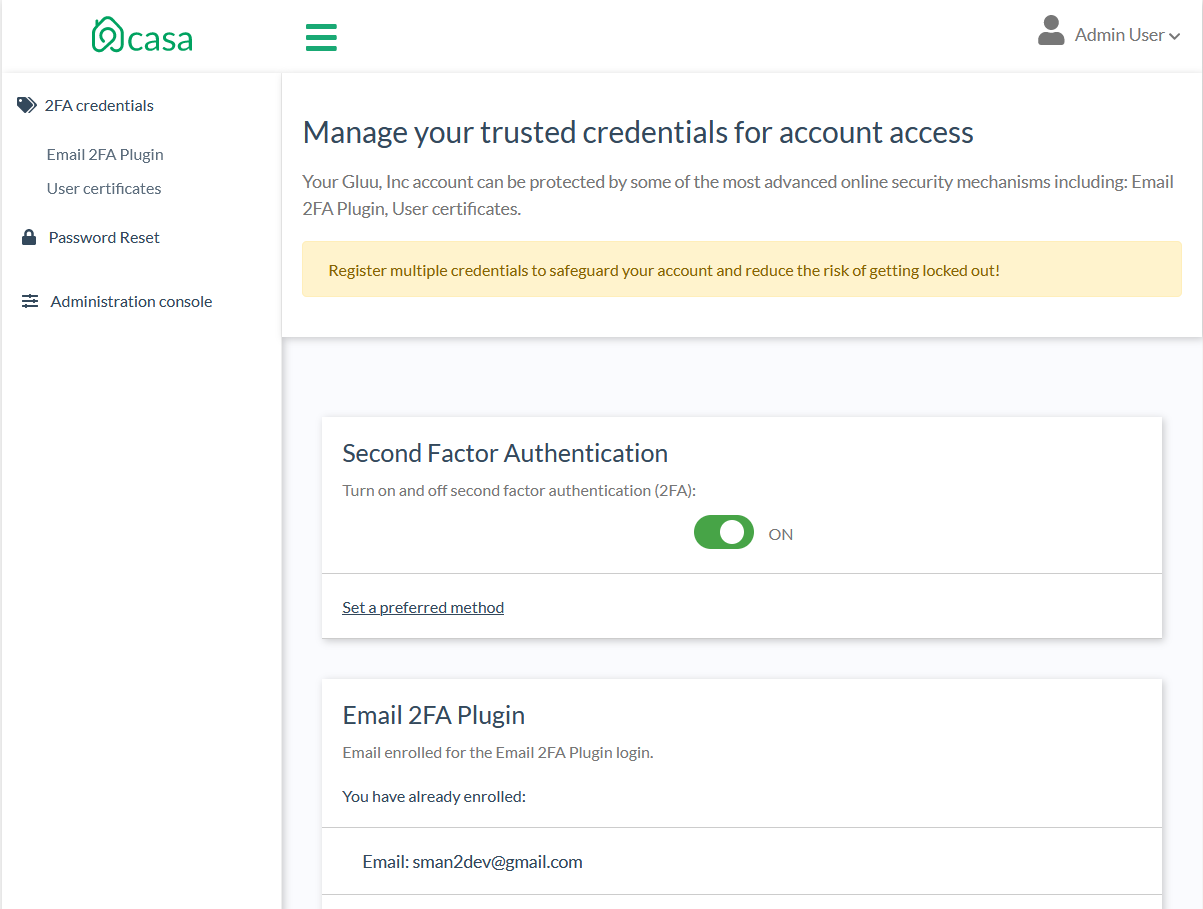 casa
Admin User
2FA credentials
Email 2FA Plugin
User certificates
Password Reset
Administration console
Manage your trusted credentials for account access
Your Gluu, Inc account can be protected by some of the most advanced online security mechanisms including: Email
2FA Plugin, User certificates.
Register multiple credentials to safeguard your account and reduce the risk of getting locked out!
Second Factor Authentication
Turn on and off second factor authentication (2FA):
ON
Set a preferred method
Email 2FA Plugin
Email enrolled for the Email 2FA Plugin login.
You have already enrolled:
Email: sman2dev@gmail.com